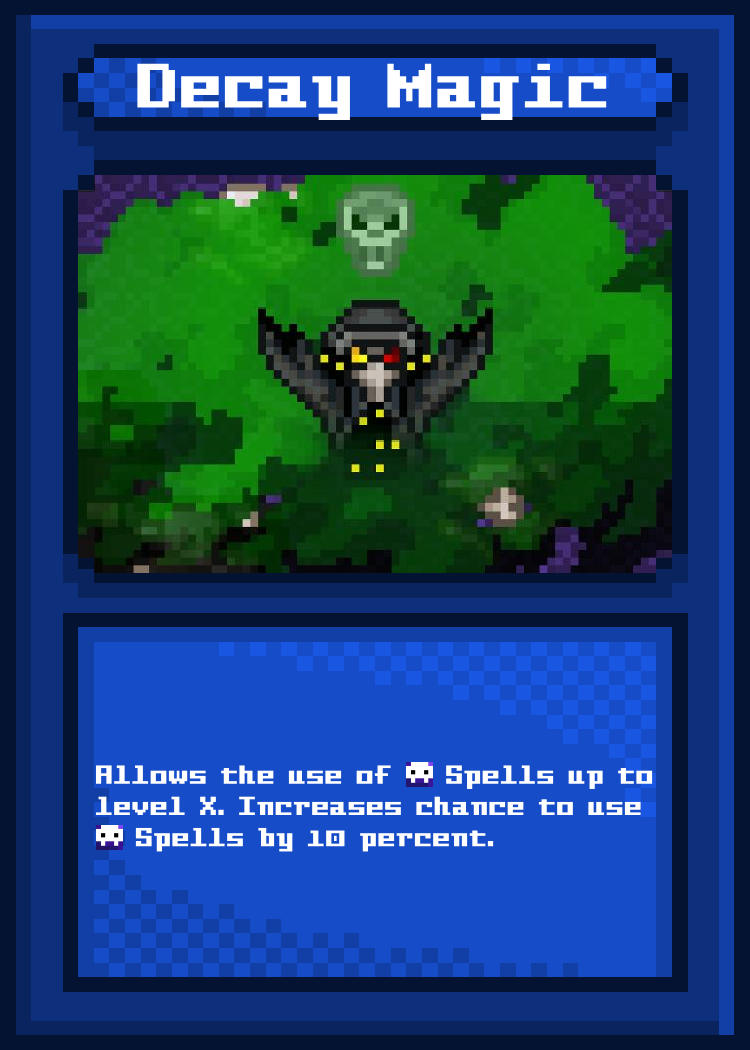 Decay Magic
Allows the use of Spells up to
level X. Increases chance to use
Spells by 10 percent.